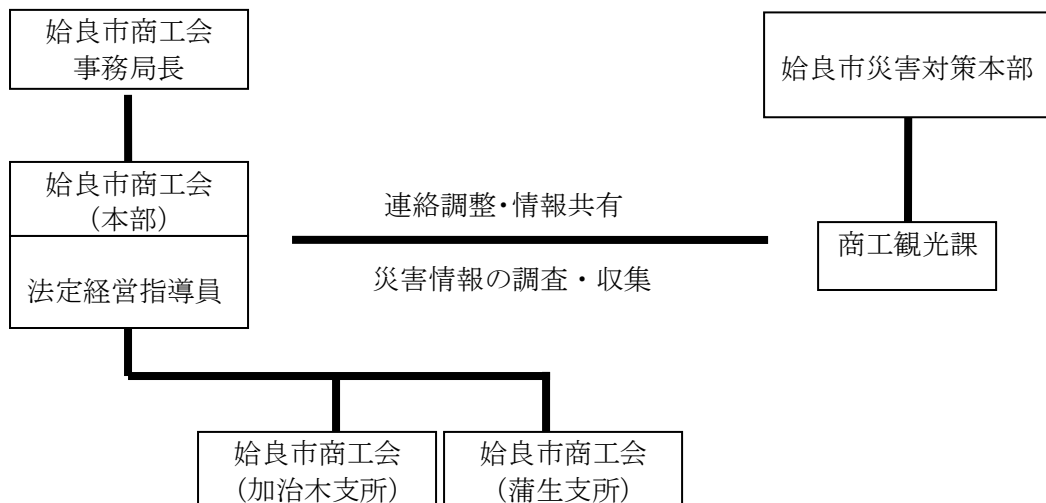 姶良市商工会
事務局長
姶良市災害対策本部
姶良市商工会
（本部）
法定経営指導員
連絡調整・情報共有
災害情報の調査・収集
商工観光課
姶良市商工会
（加治木支所）
姶良市商工会
（蒲生支所）